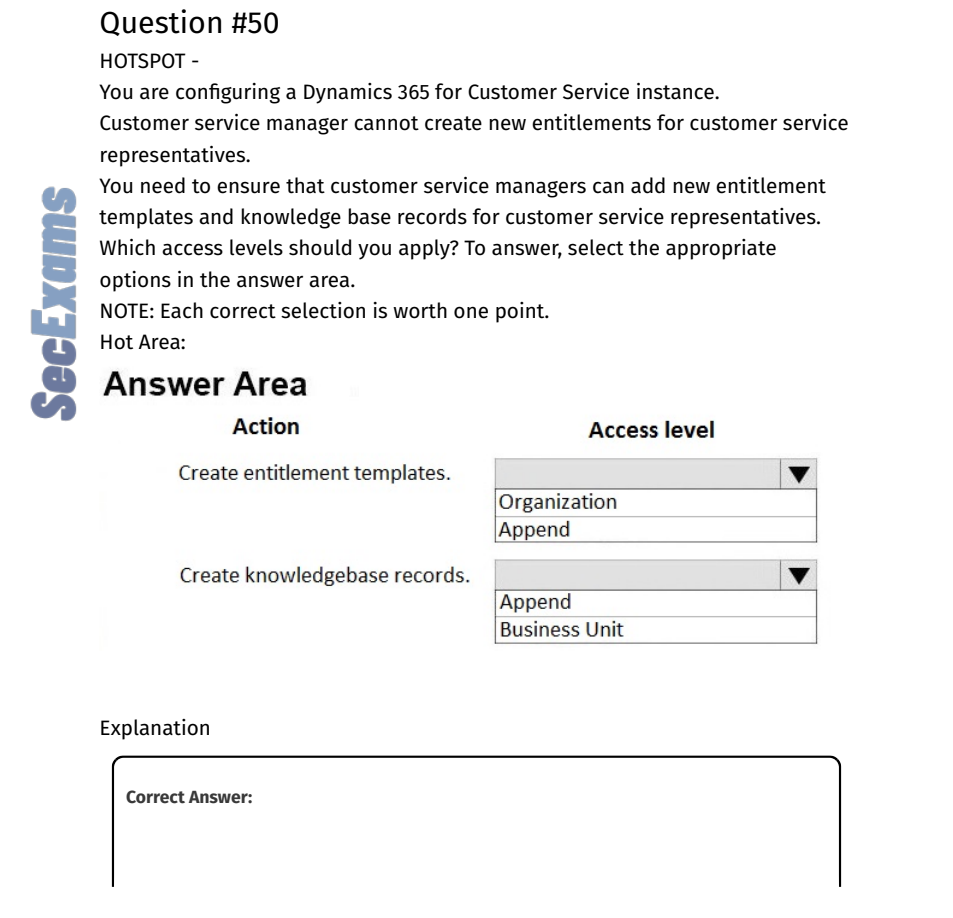 Question #50
HOTSPOT -
You are configuring a Dynamics 365 for Customer Service instance.
Customer service manager cannot create new entitlements for customer service
representatives.
You need to ensure that customer service managers can add new entitlement
templates and knowledge base records for customer service representatives.
Which access levels should you apply? To answer, select the appropriate
options in the answer area.
NOTE: Each correct selection is worth one point.
Hot Area:
SecExams
Answer Area
Action Access level
Create entitlement templates.
Organization
Append
Create knowledgebase records.
Append
Business Unit
Explanation
Correct Answer: